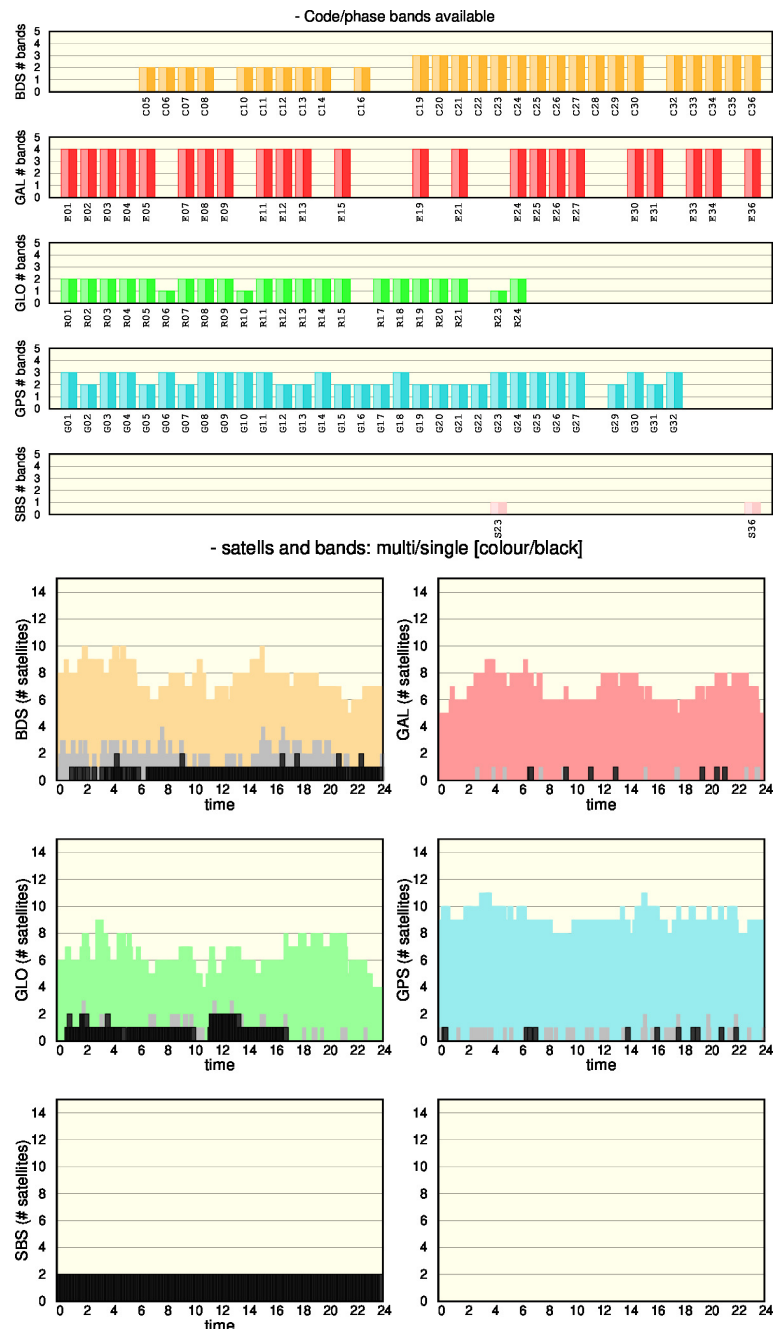 - Code/phase bands available
BDS # bands
5
4
3
2
1
0
C05 C06 C07 C08 C10 C11 C12 C13 C14 C16 C19 C20 C21 C22 C23 C24 C25 C26 C27 C28 C29 C30 C32 C33 C34 C35 C36
GAL # bands
5
4
3
2
1
0
E01 E02 E03 E04 E05 E07 E08 E09 E11 E12 E13 E15 E19 E21 E24 E25 E26 E27 E30 E31 E33 E34 E36
GLO # bands
5
4
3
2
1
0
R01 R02 R03 R04 R05 R06 R07 R08 R09 R10 R11 R12 R13 R14 R15 R17 R18 R19 R20 R21 R23 R24
GPS # bands
5
4
3
2
1
0
G01 G02 G03 G04 G05 G06 G07 G08 G09 G10 G11 G12 G13 G14 G15 G16 G17 G18 G19 G20 G21 G22 G23 G24 G25 G26 G27 G29 G30 G31 G32
SBS # bands
5
4
3
2
1
0
S23 S36
- satells and bands: multi/single [colour/black]
BDS (# satellites)
14
12
10
8
6
4
2
0
0 2 4 6 8 10 12 14 16 18 20 22 24
time
GAL (# satellites)
14
12
10
8
6
4
2
0
0 2 4 6 8 10 12 14 16 18 20 22 24
time
GLO (# satellites)
14
12
10
8
6
4
2
0
0 2 4 6 8 10 12 14 16 18 20 22 24
time
GPS (# satellites)
14
12
10
8
6
4
2
0
0 2 4 6 8 10 12 14 16 18 20 22 24
time
SBS (# satellites)
14
12
10
8
6
4
2
0
0 2 4 6 8 10 12 14 16 18 20 22 24
time
14
12
10
8
6
4
2
0
0 2 4 6 8 10 12 14 16 18 20 22 24